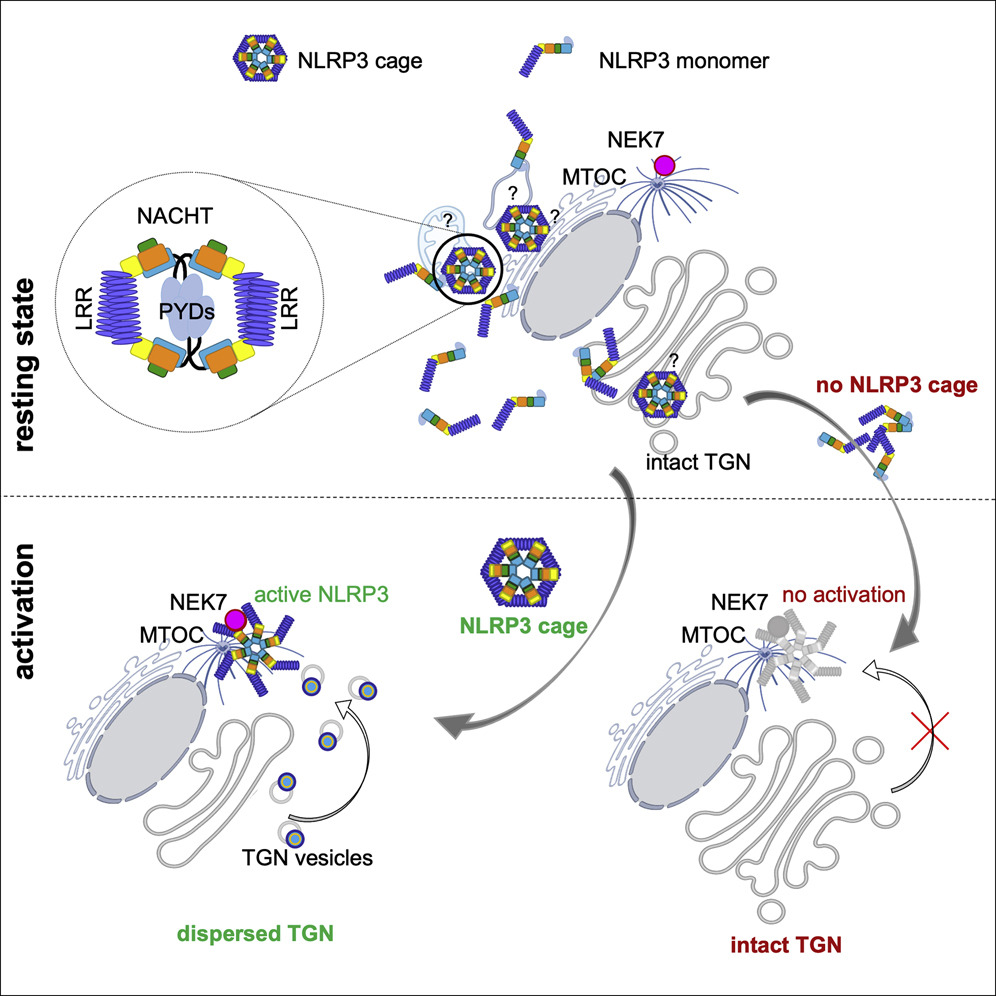 NLRP3 cage
NLRP3 monomer
NEK7
MTOC
?
?
?
NACHT
LRR
PYDs
LRR
resting state
?
no NLRP3 cage
intact TGN
activation
NLRP3 cage
NEK7
active NLRP3
MTOC
TGN vesicles
dispersed TGN
NEK7
no activation
MTOC
intact TGN